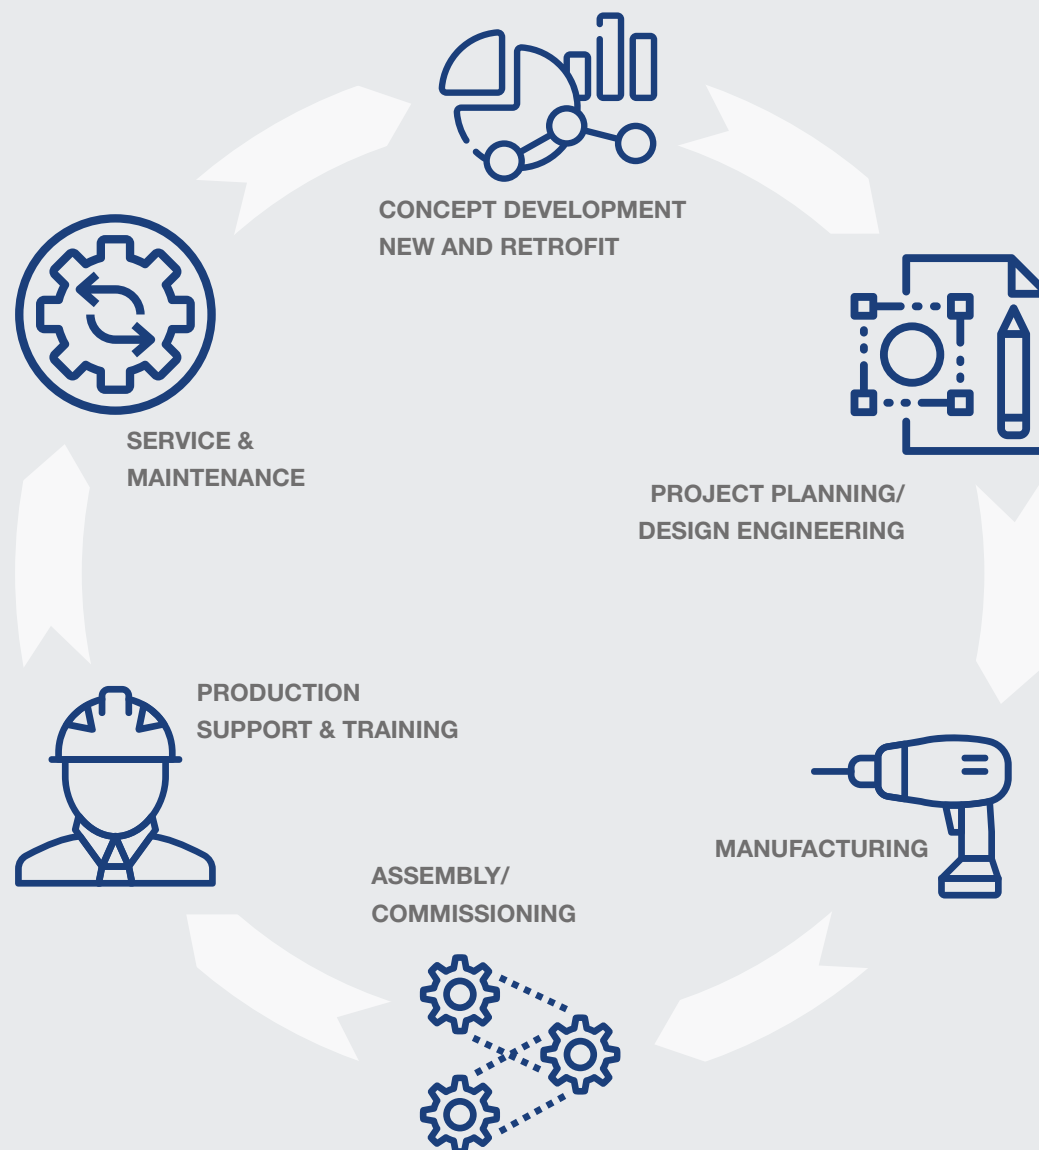 CONCEPT DEVELOPMENT
NEW AND RETROFIT
SERVICE &
MAINTENANCE
PROJECT PLANNING/
DESIGN ENGINEERING
PRODUCTION
SUPPORT & TRAINING
MANUFACTURING
ASSEMBLY/
COMMISSIONING